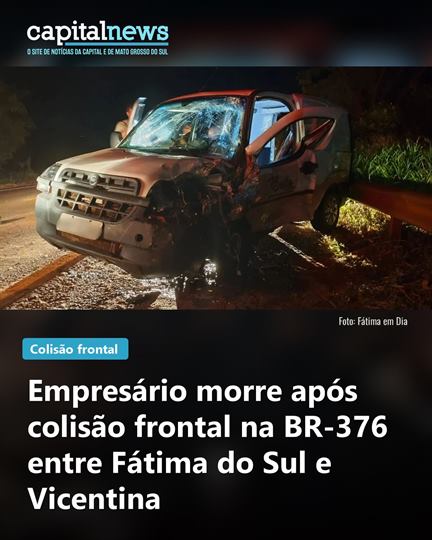 capitalnews
O SITE DE NOTÍCIAS DA CAPITAL E DE MATO GROSSO DO SUL
Foto: Fátima em Dia
Colisão frontal
Empresário morre após
colisão frontal na BR-376
entre Fátima do Sul e
Vicentina